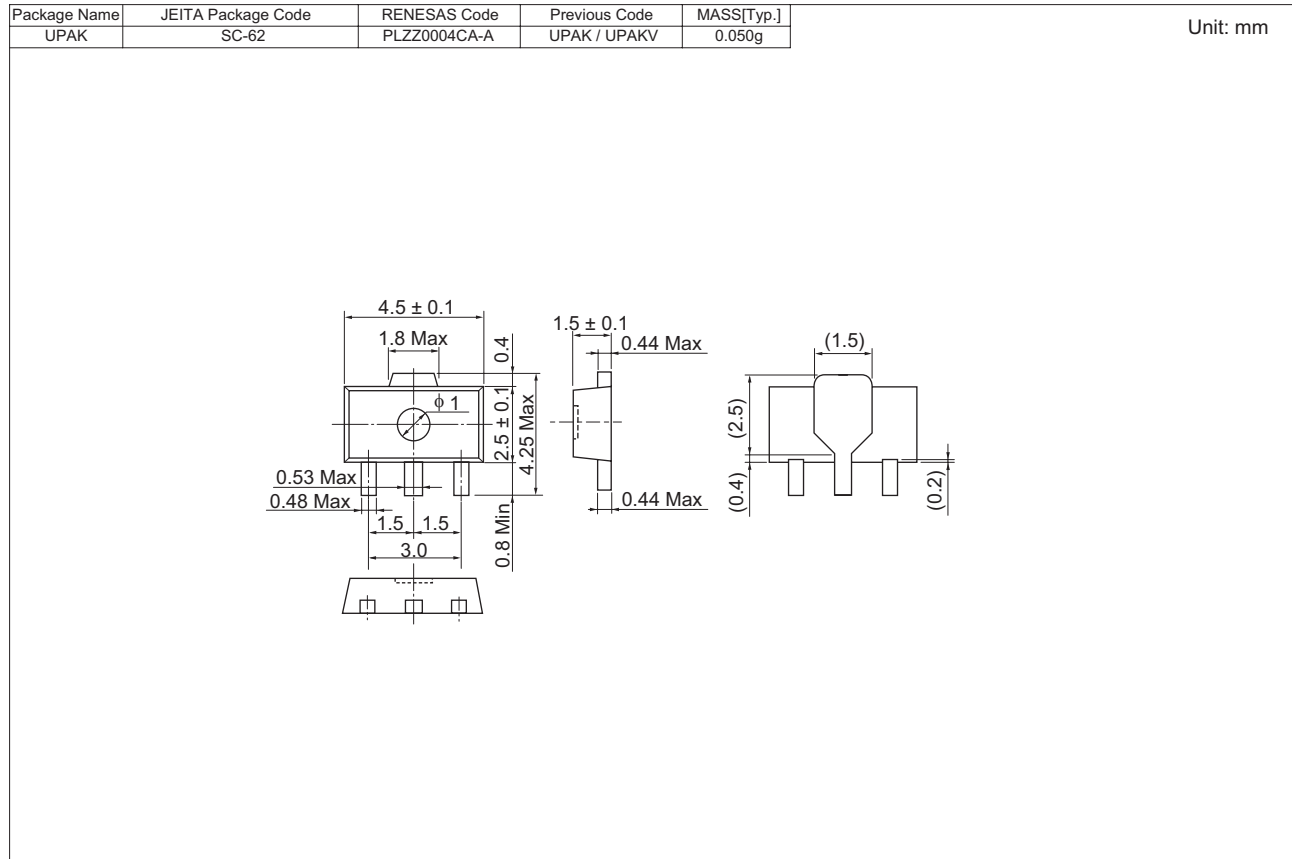 Package Name JEITA Package Code RENESAS Code Previous Code MASS[Typ.]
UPAK SC-62 PLZZ0004CA-A UPAK / UPAKV 0.050g
Unit: mm
4.5 ± 0.1
1.8 Max
0.4
ϕ 1
2.5 ± 0.1
4.25 Max
0.53 Max
0.48 Max
1.5 1.5
3.0
0.8 Min
1.5 ± 0.1
0.44 Max
0.44 Max
(1.5)
(2.5)
(0.4)
(0.2)